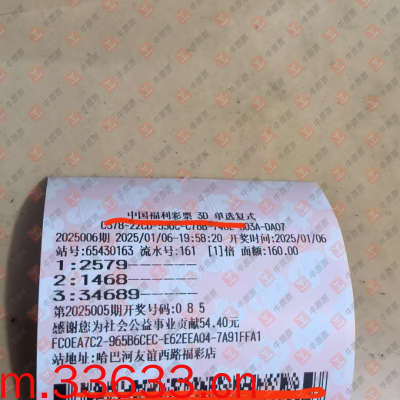 中国福利彩票 3D 单选复式
2025006期 2025/01/06-19:58:20 开奖时间:2025/01/06
站号:65430163 流水号:161 [1]倍 面额:160.00
1:2579------
2:1468------
3:34689-----
第2025005期开奖号码:0 8 5
感谢您为社会公益事业贡献54.40元
FC0EA7C2-965B6CEC-E62EEA04-7A91FFA1
站地址:哈巴河友谊西路福彩店
m.33633.com